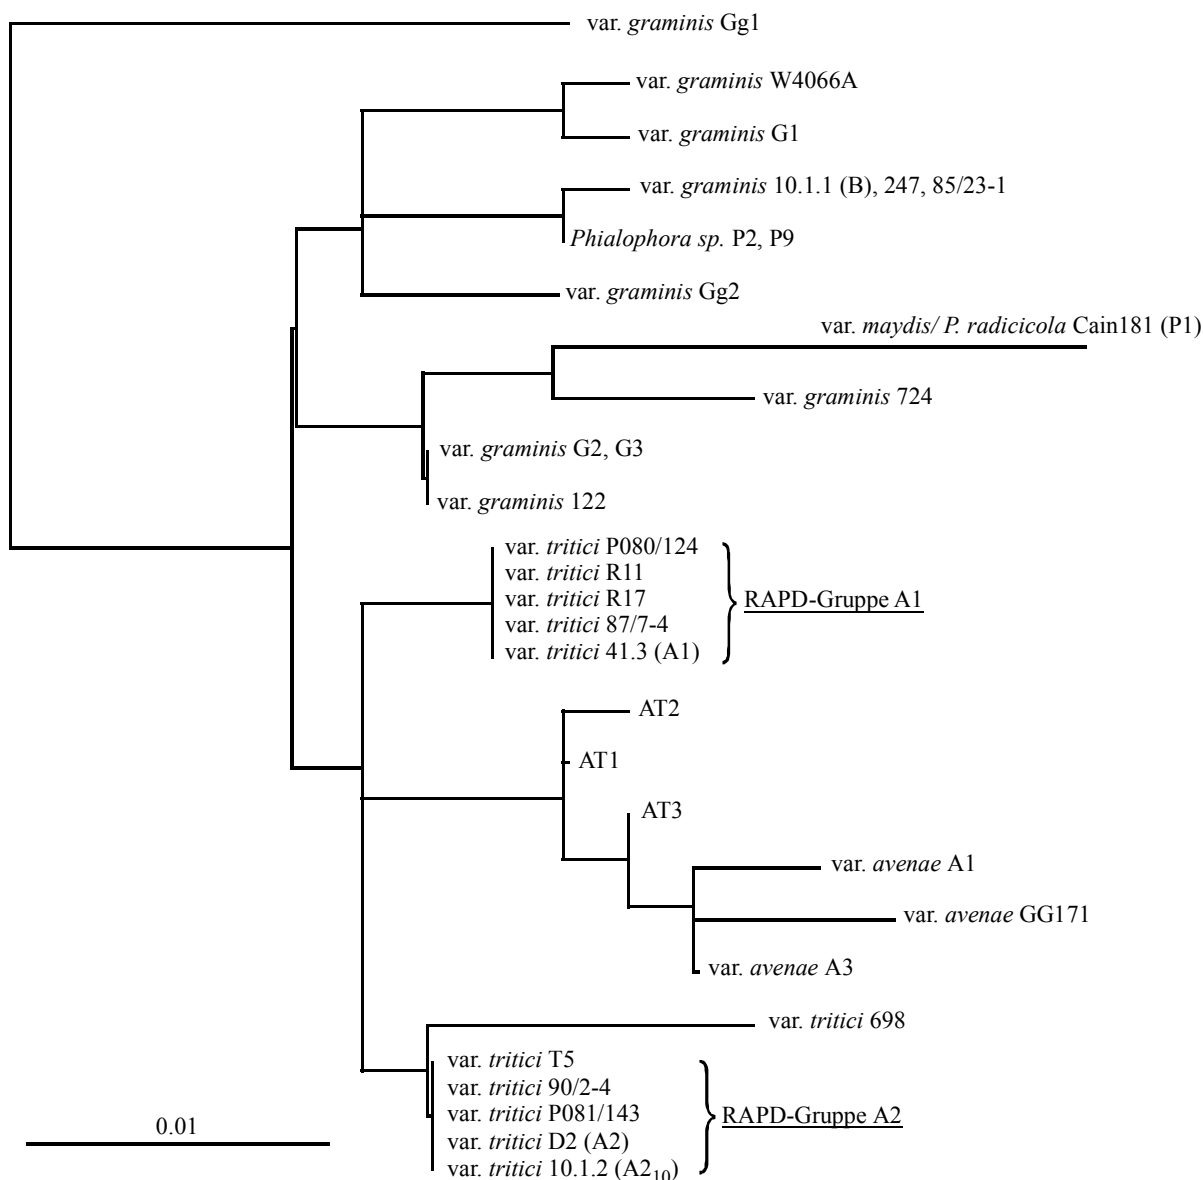 var. graminis Gg1
var. graminis W4066A
var. graminis G1
var. graminis 10.1.1 (B), 247, 85/23-1
Phialophora sp. P2, P9
var. graminis Gg2
var. maydis/ P. radicicola Cain181 (P1)
var. graminis 724
var. graminis G2, G3
var. graminis 122
var. tritici P080/124
var. tritici R11
var. tritici R17
var. tritici 87/7-4
var. tritici 41.3 (A1)
RAPD-Gruppe A1
AT2
AT1
AT3
var. avenae A1
var. avenae GG171
var. avenae A3
var. tritici 698
var. tritici T5
var. tritici 90/2-4
var. tritici P081/143
var. tritici D2 (A2)
var. tritici 10.1.2 (A2₁₀)
RAPD-Gruppe A2
0.01